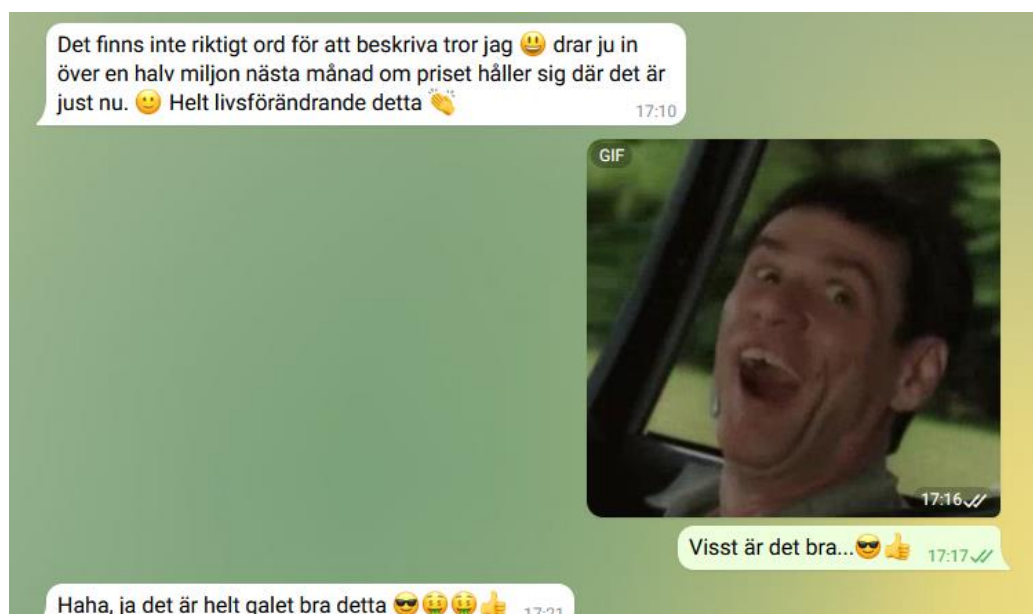 Det finns inte riktigt ord för att beskriva tror jag 😃 drar ju in
över en halv miljon nästa månad om priset håller sig där det är
just nu. 🙂 Helt livsförändrande detta 👏
17:10
GIF
17:16
Visst är det bra...😎👍 17:17
Haha, ja det är helt galet bra detta 😎🤑🤑👍 17:21